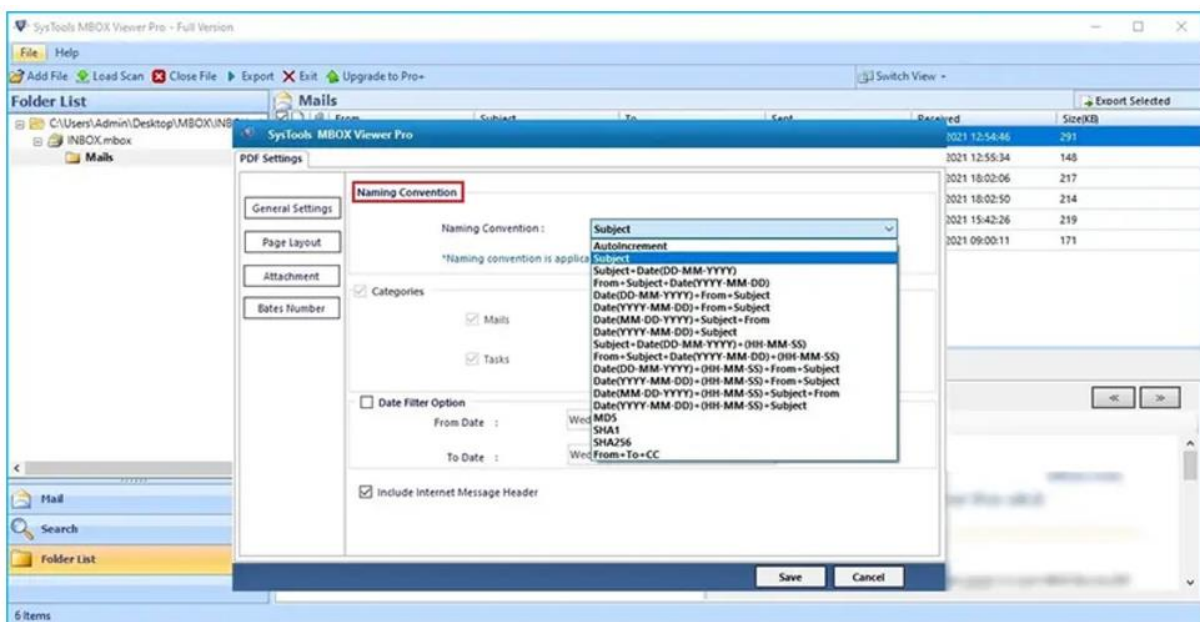 SysTools MBOX Viewer Pro - Full Version
File Help
Add File Load Scan Close File Export Exit Upgrade to Pro+ Switch View
Folder List
Mails
Export Selected
From Subject To Sent Received Size(KB)
C:\Users\Admin\Desktop\MBOX\INB
INBOX.mbox
Mails
2021 12:54:46 291
2021 12:55:34 148
2021 18:02:06 217
2021 18:02:50 214
2021 15:42:26 219
2021 09:00:11 171
SysTools MBOX Viewer Pro
PDF Settings
General Settings
Page Layout
Attachment
Bates Number
Naming Convention
Naming Convention : Subject
*Naming convention is applica
AutoIncrement
Subject
Subject+Date(DD-MM-YYYY)
From+Subject+Date(YYYY-MM-DD)
Date(DD-MM-YYYY)+From+Subject
Date(YYYY-MM-DD)+From+Subject
Date(MM-DD-YYYY)+Subject+From
Date(YYYY-MM-DD)+Subject
Subject+Date(DD-MM-YYYY)+(HH-MM-SS)
From+Subject+Date(YYYY-MM-DD)+(HH-MM-SS)
Date(DD-MM-YYYY)+(HH-MM-SS)+From+Subject
Date(YYYY-MM-DD)+(HH-MM-SS)+From+Subject
Date(MM-DD-YYYY)+(HH-MM-SS)+Subject+From
Date(YYYY-MM-DD)+(HH-MM-SS)+Subject
MD5
SHA1
SHA256
From+To+CC
Categories
Mails
Tasks
Date Filter Option
From Date : Wed
To Date : Wed
Include Internet Message Header
Save Cancel
Mail
Search
Folder List
6 Items